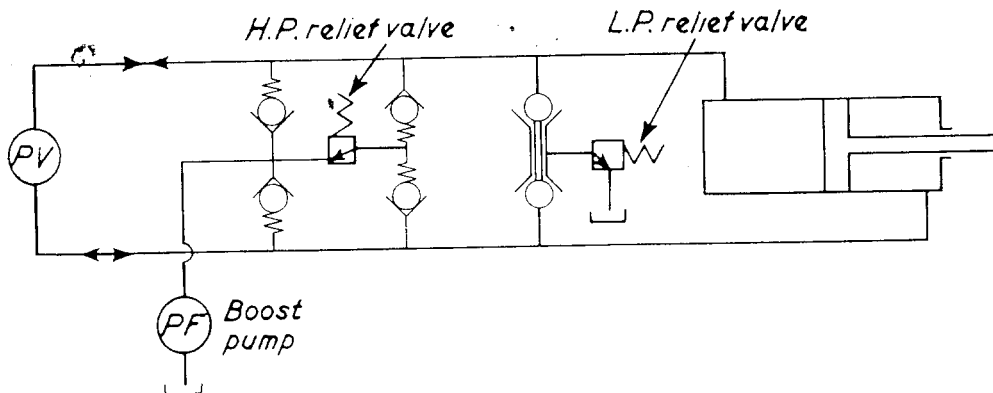 H.P. relief valve
L.P. relief valve
PV
PF
Boost
pump